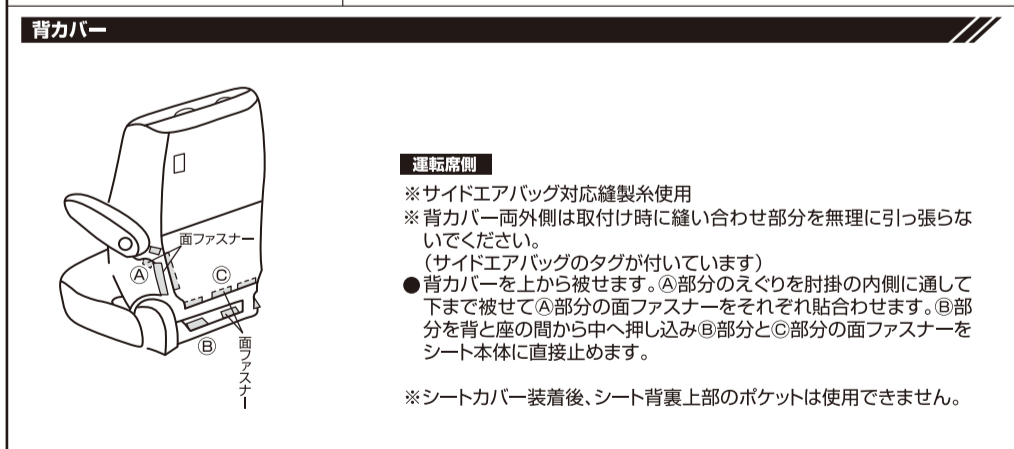 背カバー
運転席側
※サイドエアバッグ対応縫製糸使用
※背カバー両外側は取付け時に縫い合わせ部分を無理に引っ張らな
いでください。
(サイドエアバッグのタグが付いています)
●背カバーを上から被せます。Ⓐ部分のえぐりを肘掛の内側に通して
下まで被せてⒶ部分の面ファスナーをそれぞれ貼合わせます。Ⓑ部
分を背と座の間から中へ押し込みⒷ部分とⒸ部分の面ファスナーを
シート本体に直接止めます。
※シートカバー装着後、シート背裏上部のポケットは使用できません。
面ファスナー
Ⓐ
Ⓒ
Ⓑ
面ファスナー